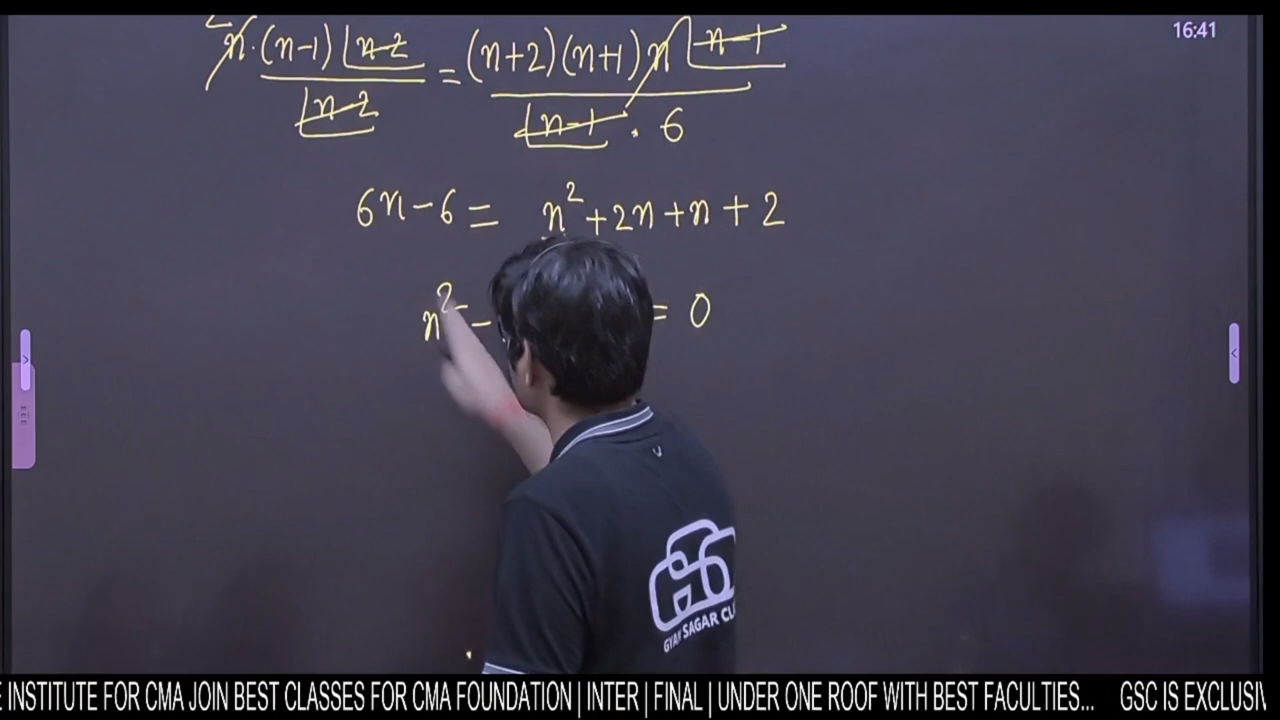 16:41
n·(n-1) |n-2 = (n+2)(n+1) n |n-1
|n-2 |n-1 . 6
6n-6 = n²+2n+n+2
n² - = 0
GYAN SAGAR CL
INSTITUTE FOR CMA JOIN BEST CLASSES FOR CMA FOUNDATION | INTER | FINAL | UNDER ONE ROOF WITH BEST FACULTIES... GSC IS